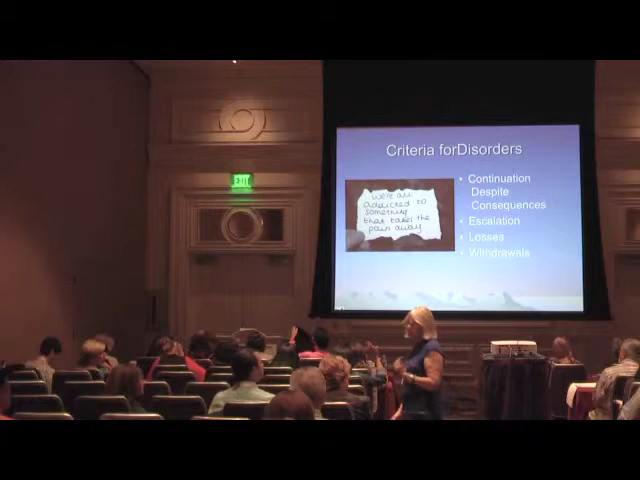 EXIT
Criteria forDisorders
We're all
addicted to
something
that takes the
pain away
• Continuation
Despite
Consequences
• Escalation
• Losses
• Withdrawals